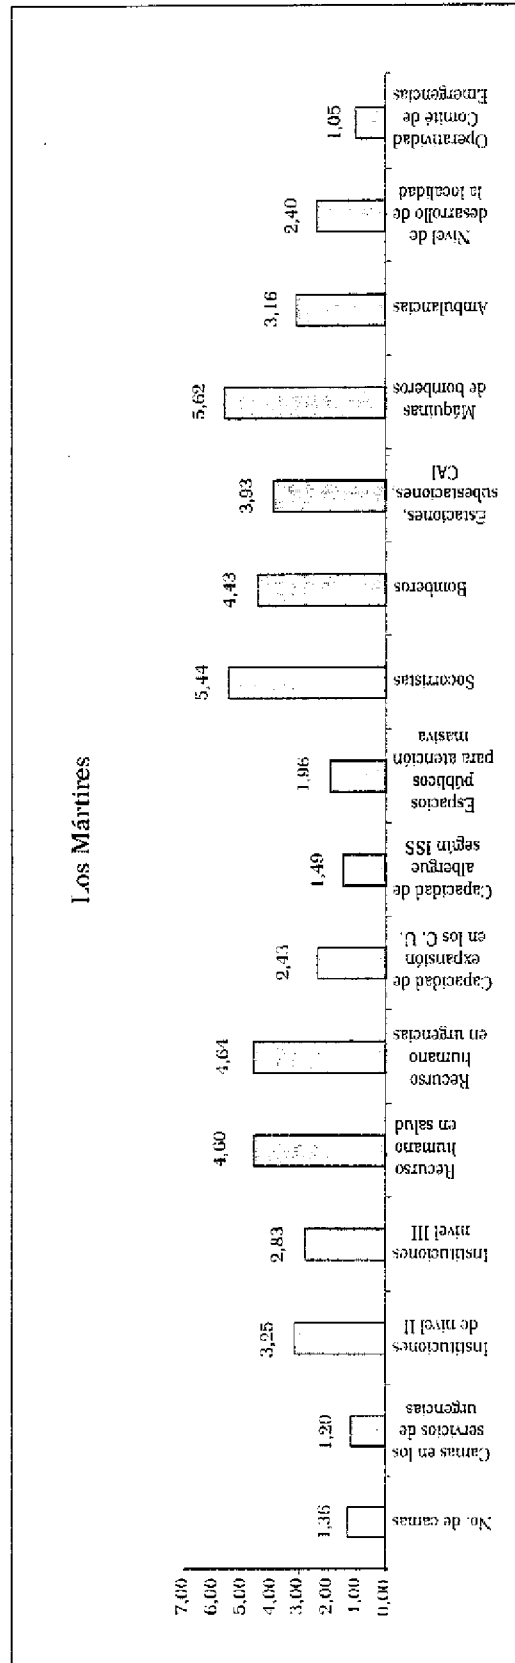 Los Mártires
7,00
6,00
5,00
4,00
3,00
2,00
1,00
0,00
1,36
1,20
3,25
2,83
4,60
4,64
2,43
1,49
1,96
5,44
4,43
3,93
5,62
3,16
2,40
1,05
No. de camas
Camas en los
servicios de
urgencias
Instituciones
de nivel II
Instituciones
nivel III
Recurso
humano
en salud
Recurso
humano
en urgencias
Capacidad de
expansión
en los C. U.
Capacidad de
albergue
según ISS
Espacios
públicos
para atención
masiva
Socorristas
Bomberos
Estaciones,
subestaciones,
CAI
Máquinas
de bomberos
Ambulancias
Nivel de
desarrollo de
la localidad
Operatividad
Comité de
Emergencias